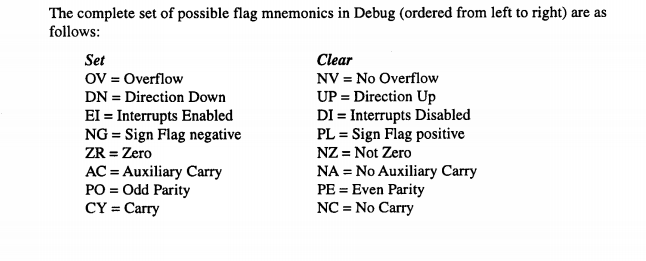 The complete set of possible flag mnemonics in Debug (ordered from left to right) are as
follows:
Set Clear
OV = Overflow NV = No Overflow
DN = Direction Down UP = Direction Up
EI = Interrupts Enabled DI = Interrupts Disabled
NG = Sign Flag negative PL = Sign Flag positive
ZR = Zero NZ = Not Zero
AC = Auxiliary Carry NA = No Auxiliary Carry
PO = Odd Parity PE = Even Parity
CY = Carry NC = No Carry